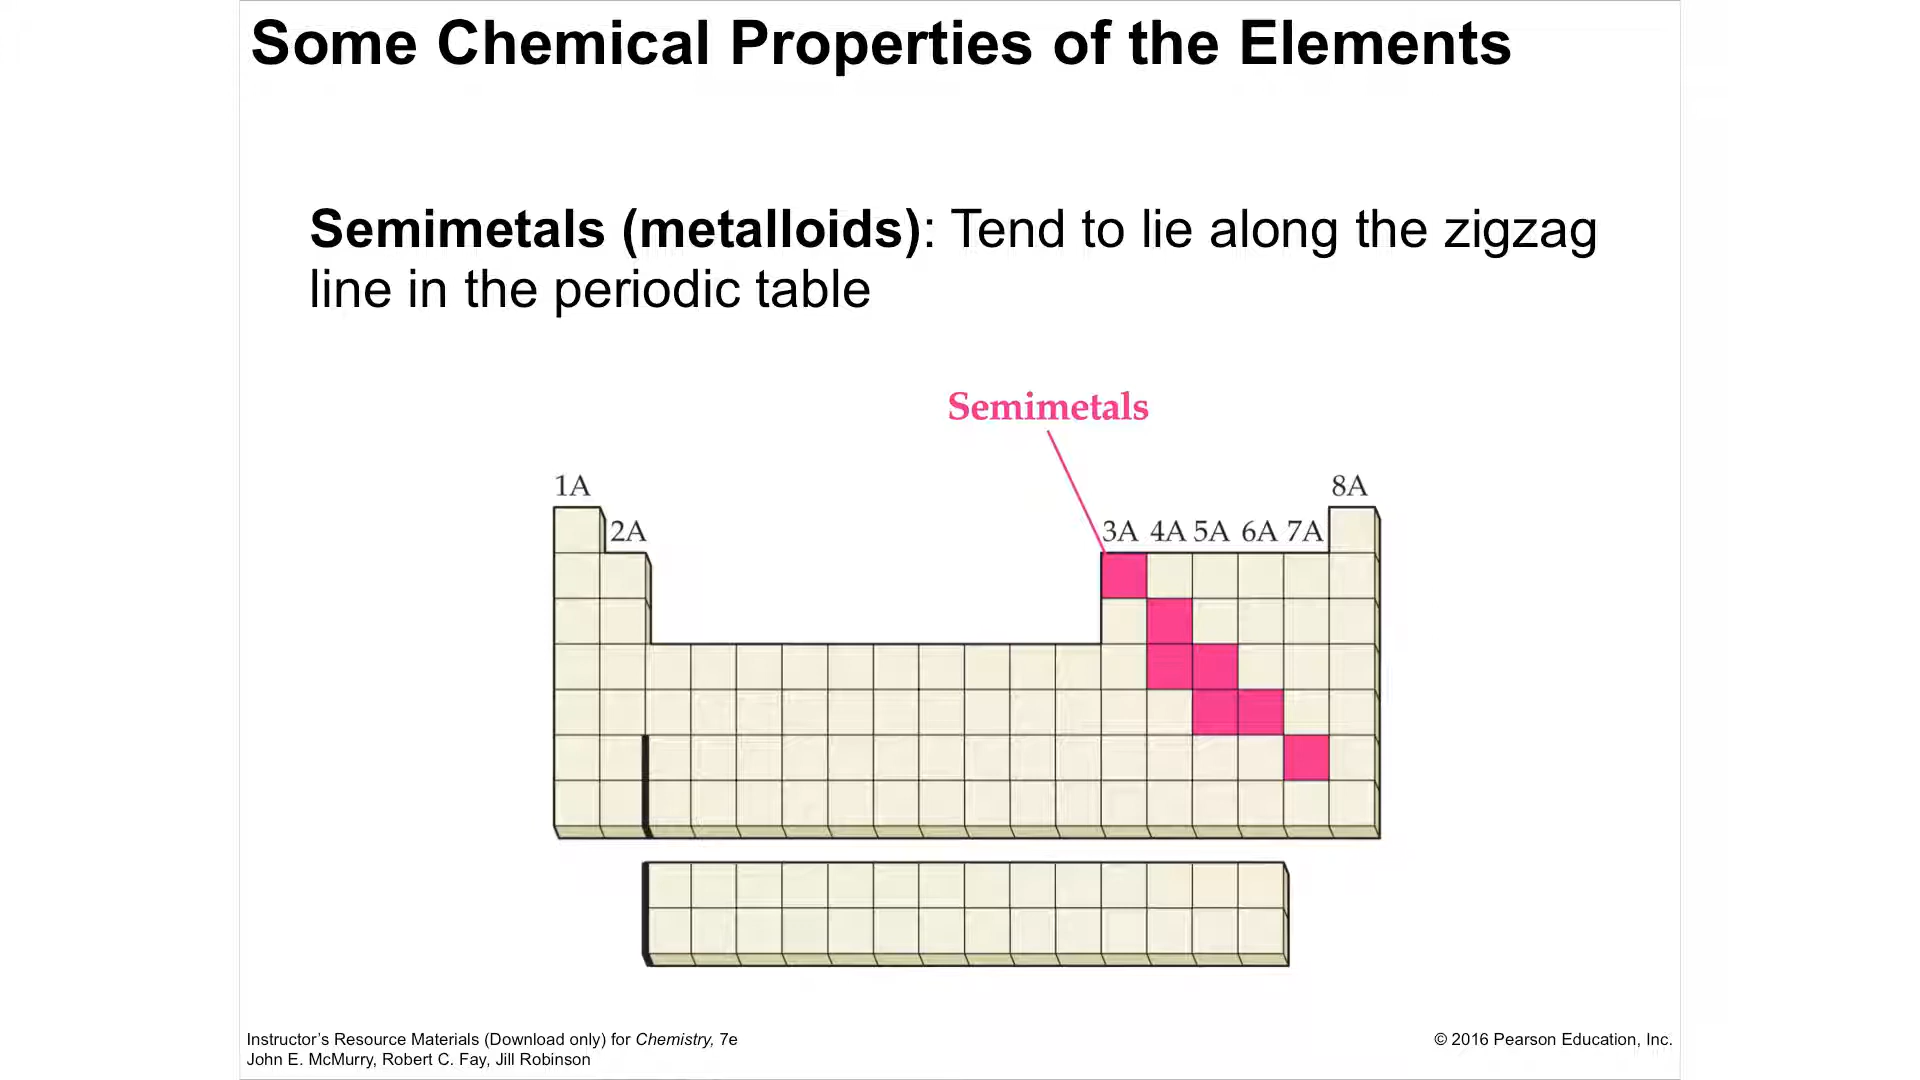 Some Chemical Properties of the Elements
Semimetals (metalloids): Tend to lie along the zigzag
line in the periodic table
Semimetals
1A
8A
2A
3A 4A 5A 6A 7A
Instructor’s Resource Materials (Download only) for Chemistry, 7e
John E. McMurry, Robert C. Fay, Jill Robinson
© 2016 Pearson Education, Inc.